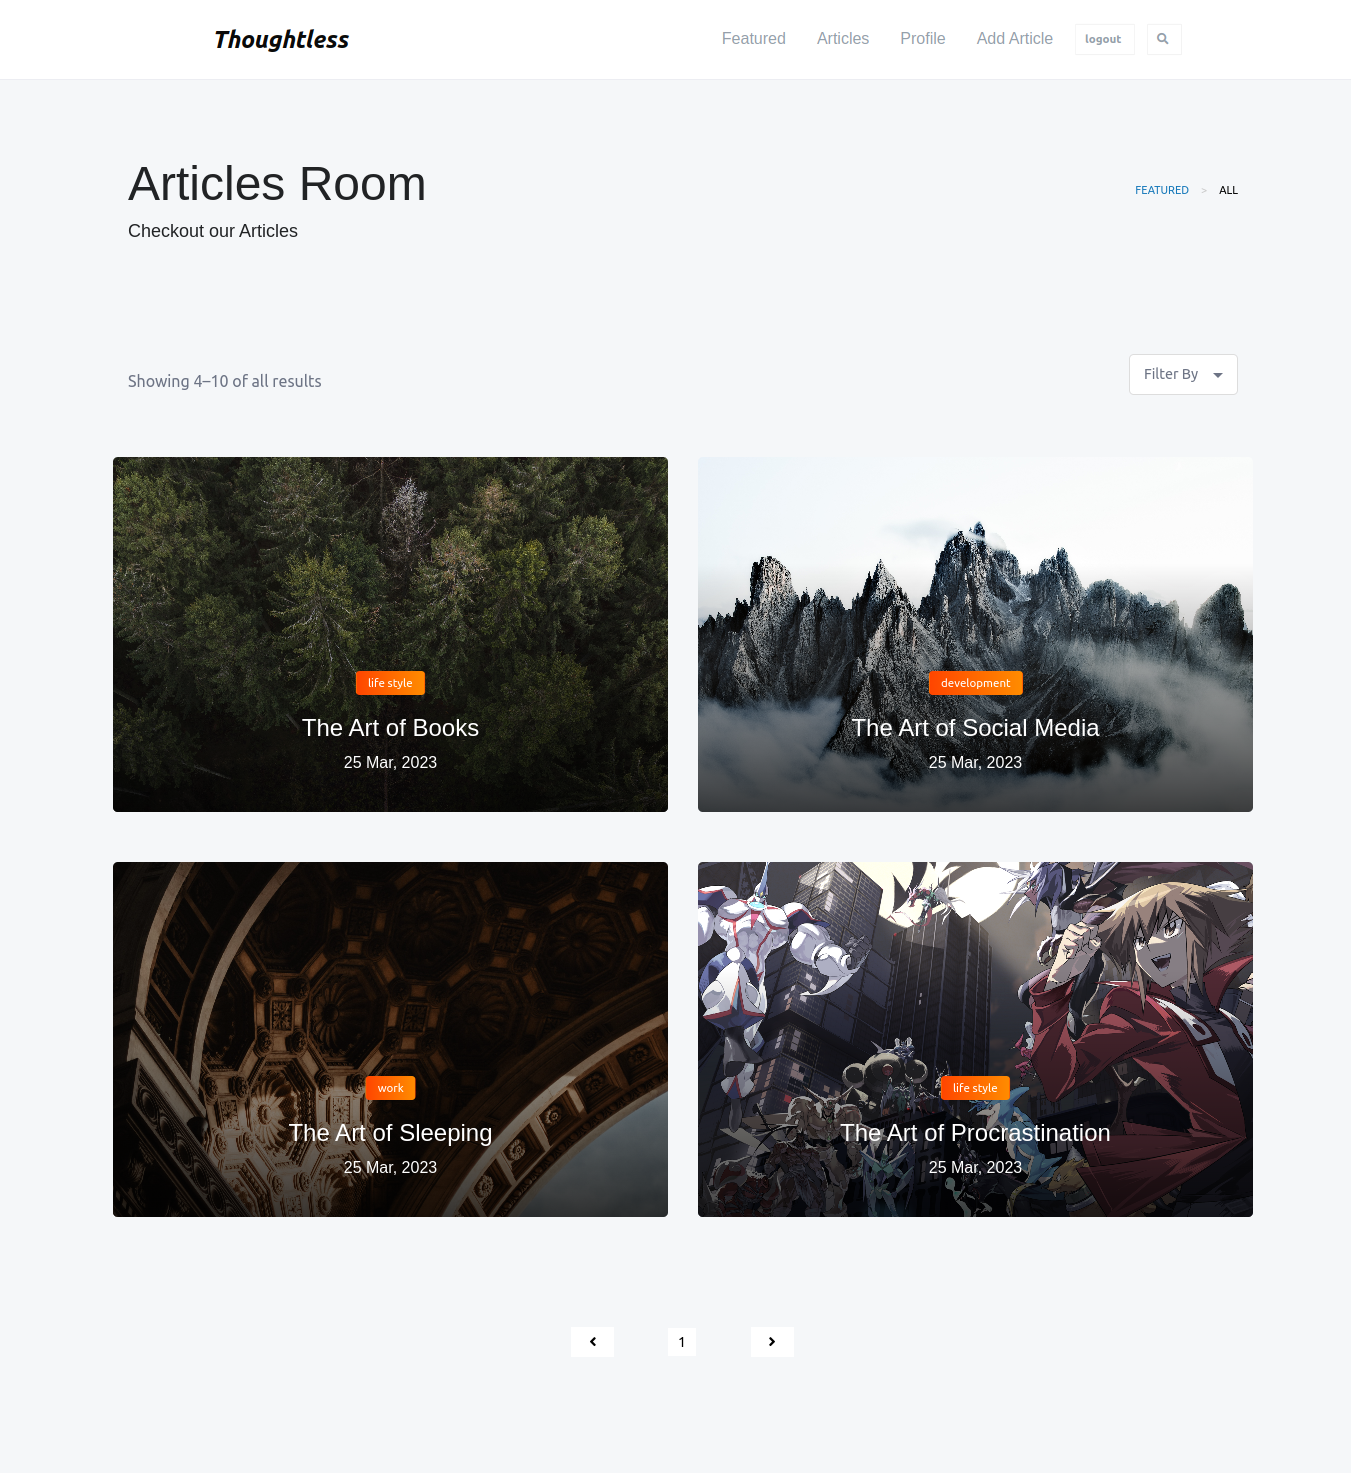 Thoughtless
Featured Articles Profile Add Article logout
Articles Room
FEATURED > ALL
Checkout our Articles
Showing 4–10 of all results
Filter By
life style
The Art of Books
25 Mar, 2023
development
The Art of Social Media
25 Mar, 2023
work
The Art of Sleeping
25 Mar, 2023
life style
The Art of Procrastination
25 Mar, 2023
1